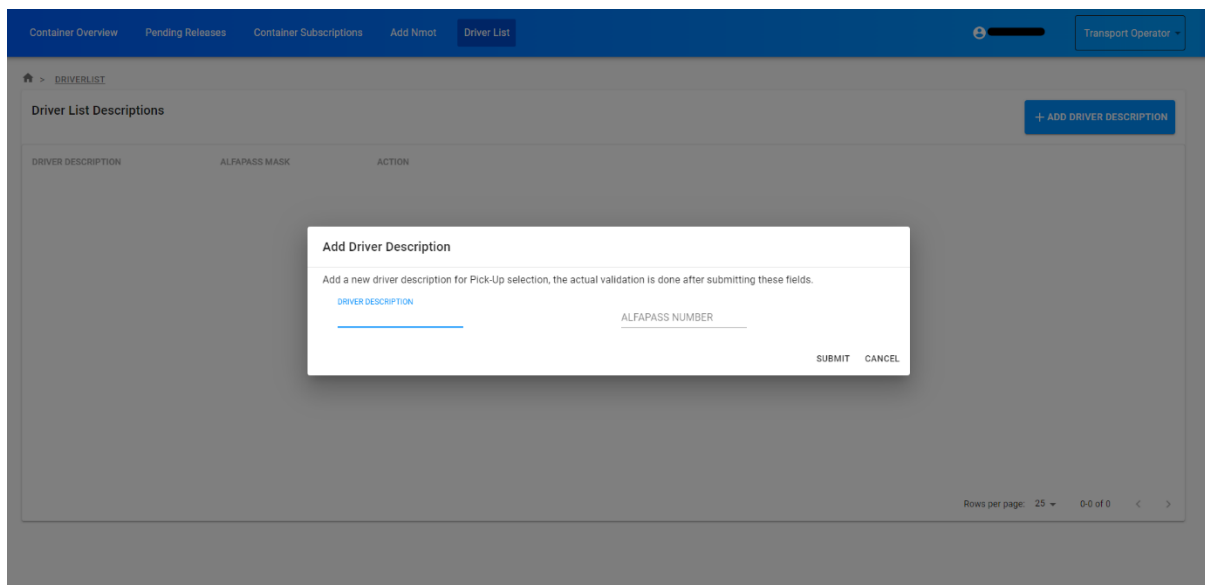 Container Overview Pending Releases Container Subscriptions Add Nmot Driver List Transport Operator
> DRIVERLIST
Driver List Descriptions
+ ADD DRIVER DESCRIPTION
DRIVER DESCRIPTION ALFAPASS MASK ACTION
Add Driver Description
Add a new driver description for Pick-Up selection, the actual validation is done after submitting these fields.
DRIVER DESCRIPTION
ALFAPASS NUMBER
SUBMIT CANCEL
Rows per page: 25 0-0 of 0 < >